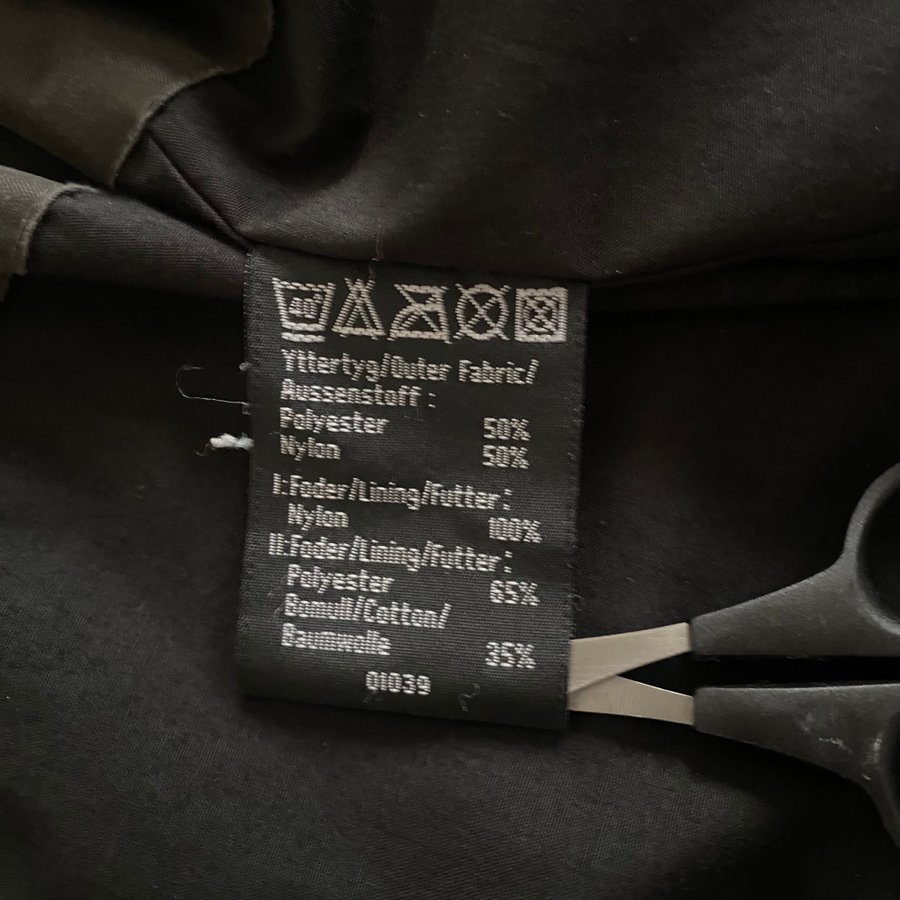 40°
Yttertyg/Outer Fabric/
Aussenstoff :
Polyester 50%
Nylon 50%
I:Foder/Lining/Futter:
Nylon 100%
II:Foder/Lining/Futter:
Polyester 65%
Bomull/Cotton/
Baumwolle 35%
01039